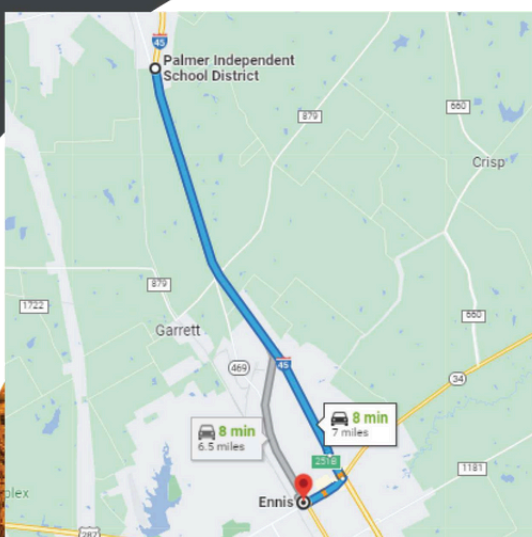 45
Palmer Independent
School District
879
660
Crisp
879
1722
Garrett
660
469
45
34
8 min
7 miles
8 min
6.5 miles
2518
1181
Ennis
plex
287